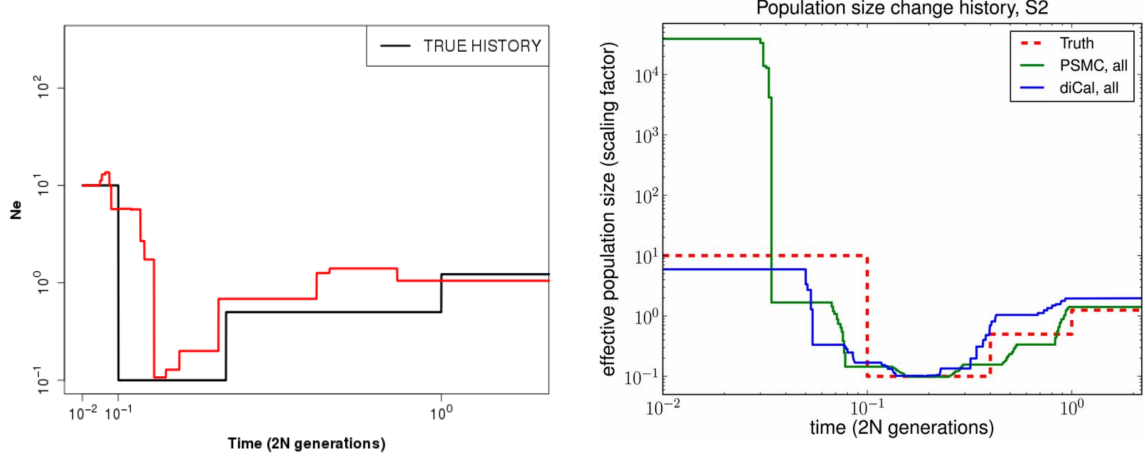 TRUE HISTORY
Ne
10^2
10^1
10^0
10^-1
10^-2 10^-1 10^0
Time (2N generations)
Population size change history, S2
Truth
PSMC, all
diCal, all
effective population size (scaling factor)
10^4
10^3
10^2
10^1
10^0
10^-1
10^-2 10^-1 10^0
time (2N generations)